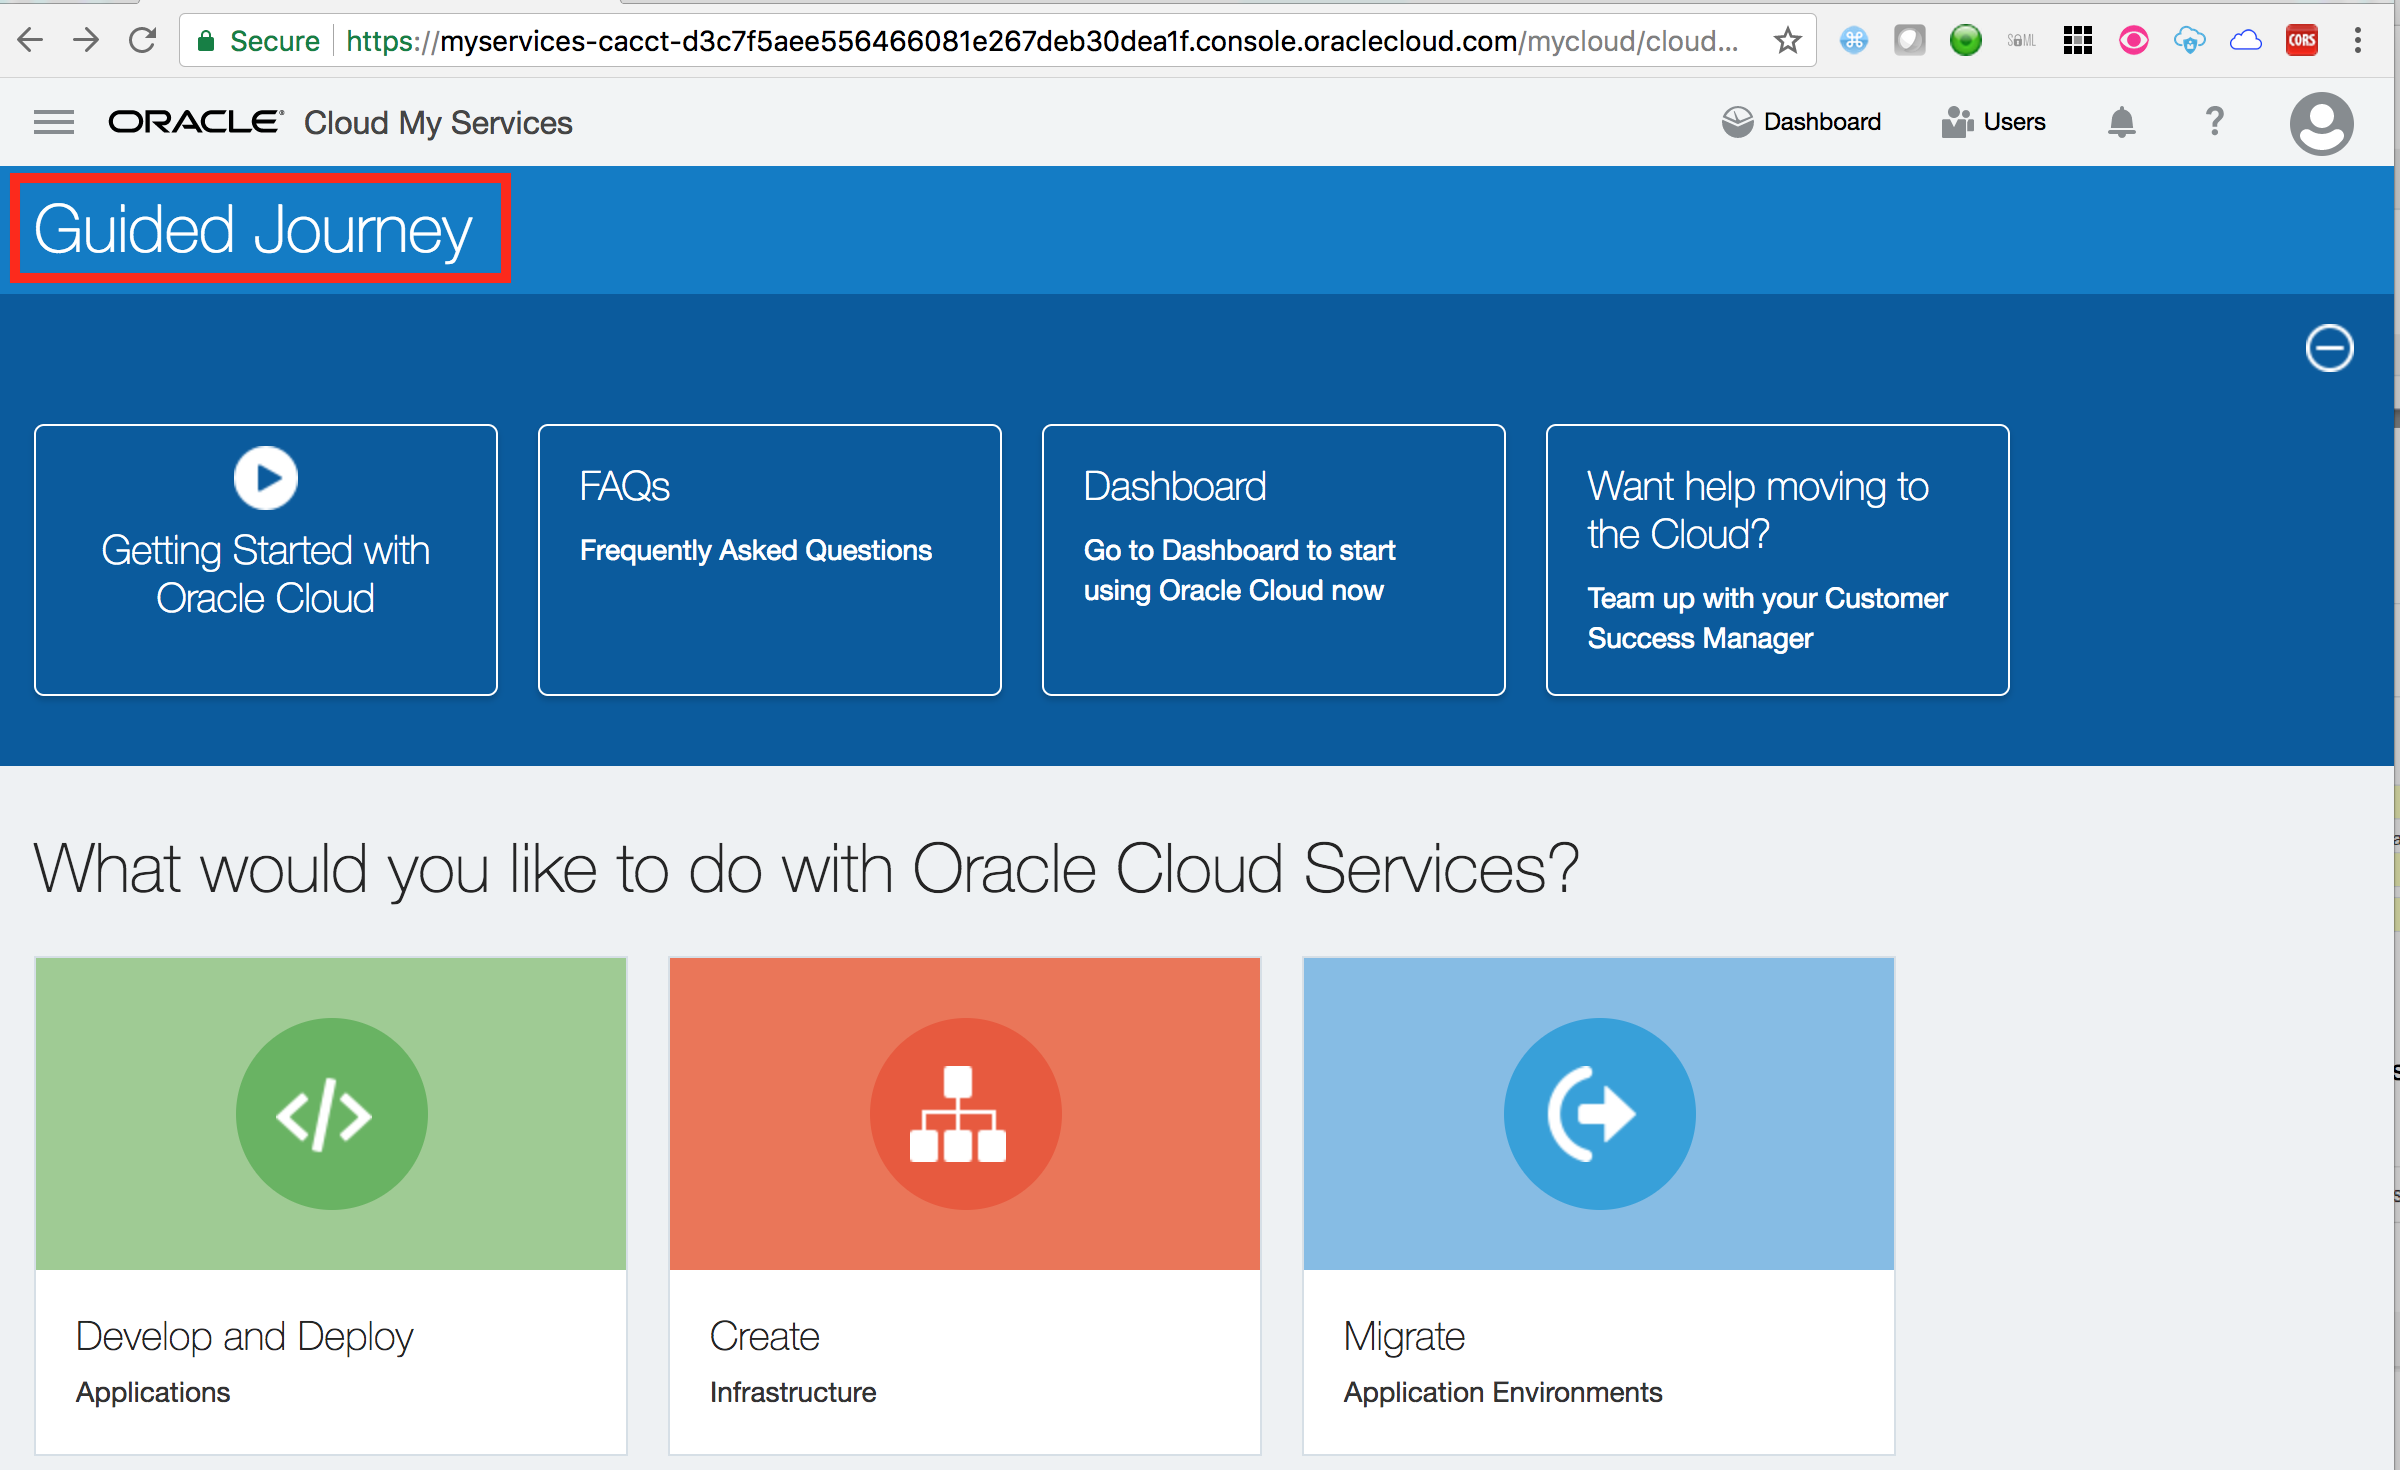 Secure https://myservices-cacct-d3c7f5aee556466081e267deb30dea1f.console.oraclecloud.com/mycloud/cloud...
SAML
CORS
ORACLE® Cloud My Services
Dashboard
Users
?
Guided Journey
Getting Started with
Oracle Cloud
FAQs
Frequently Asked Questions
Dashboard
Go to Dashboard to start
using Oracle Cloud now
Want help moving to
the Cloud?
Team up with your Customer
Success Manager
What would you like to do with Oracle Cloud Services?
Develop and Deploy
Applications
Create
Infrastructure
Migrate
Application Environments